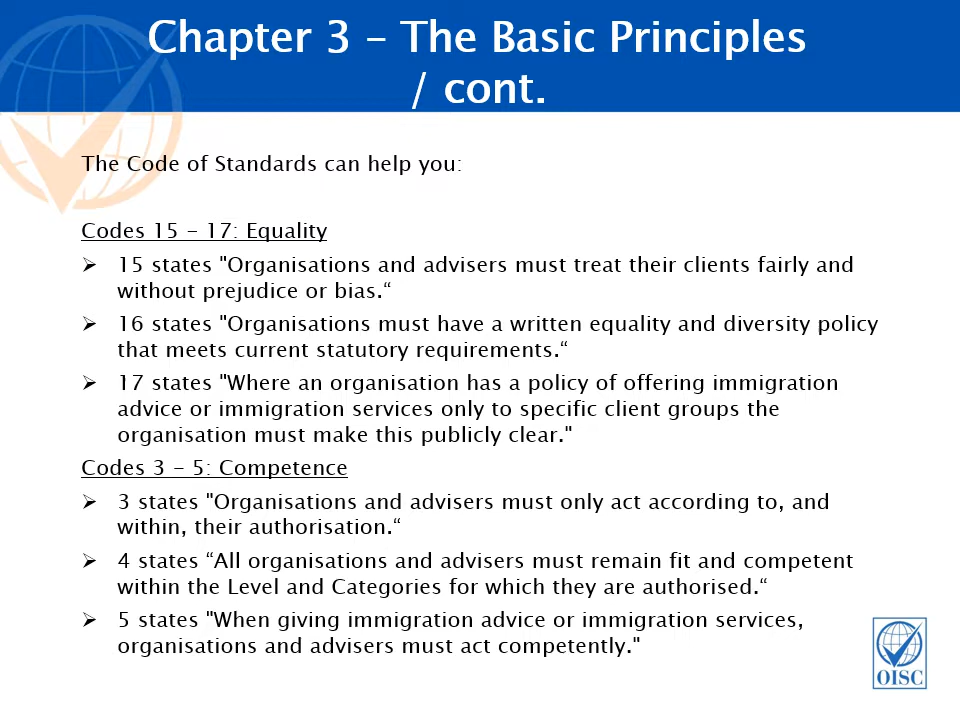 Chapter 3 – The Basic Principles
/ cont.
The Code of Standards can help you:
Codes 15 - 17: Equality
➢ 15 states "Organisations and advisers must treat their clients fairly and
without prejudice or bias.“
➢ 16 states "Organisations must have a written equality and diversity policy
that meets current statutory requirements.“
➢ 17 states "Where an organisation has a policy of offering immigration
advice or immigration services only to specific client groups the
organisation must make this publicly clear."
Codes 3 - 5: Competence
➢ 3 states "Organisations and advisers must only act according to, and
within, their authorisation.“
➢ 4 states “All organisations and advisers must remain fit and competent
within the Level and Categories for which they are authorised.“
➢ 5 states "When giving immigration advice or immigration services,
organisations and advisers must act competently."
OISC